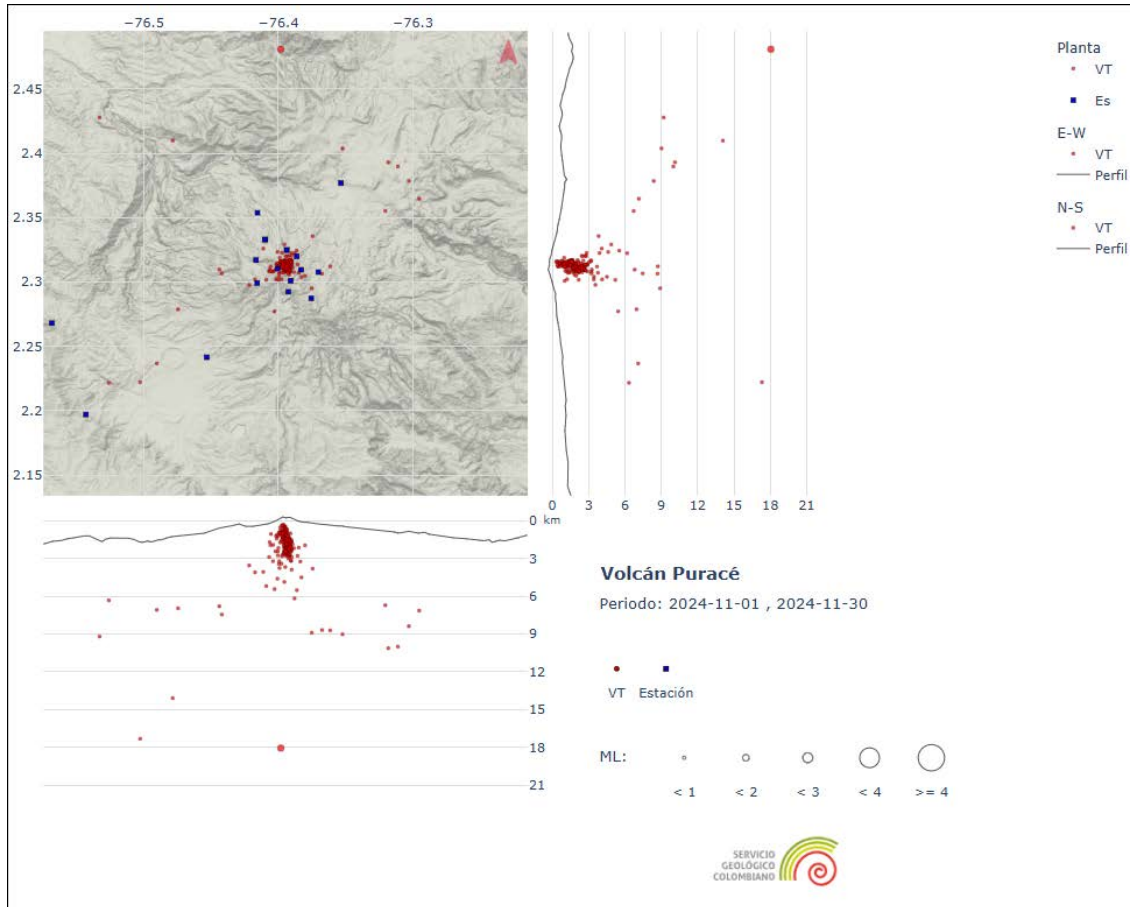 −76.5 −76.4 −76.3
2.45
2.4
2.35
2.3
2.25
2.2
2.15
0 3 6 9 12 15 18 21
km
0
3
6
9
12
15
18
21
Planta
VT
Es
E-W
VT
Perfil
N-S
VT
Perfil
Volcán Puracé
Periodo: 2024-11-01 , 2024-11-30
VT Estación
ML:
< 1 < 2 < 3 < 4 >= 4
SERVICIO
GEOLÓGICO
COLOMBIANO